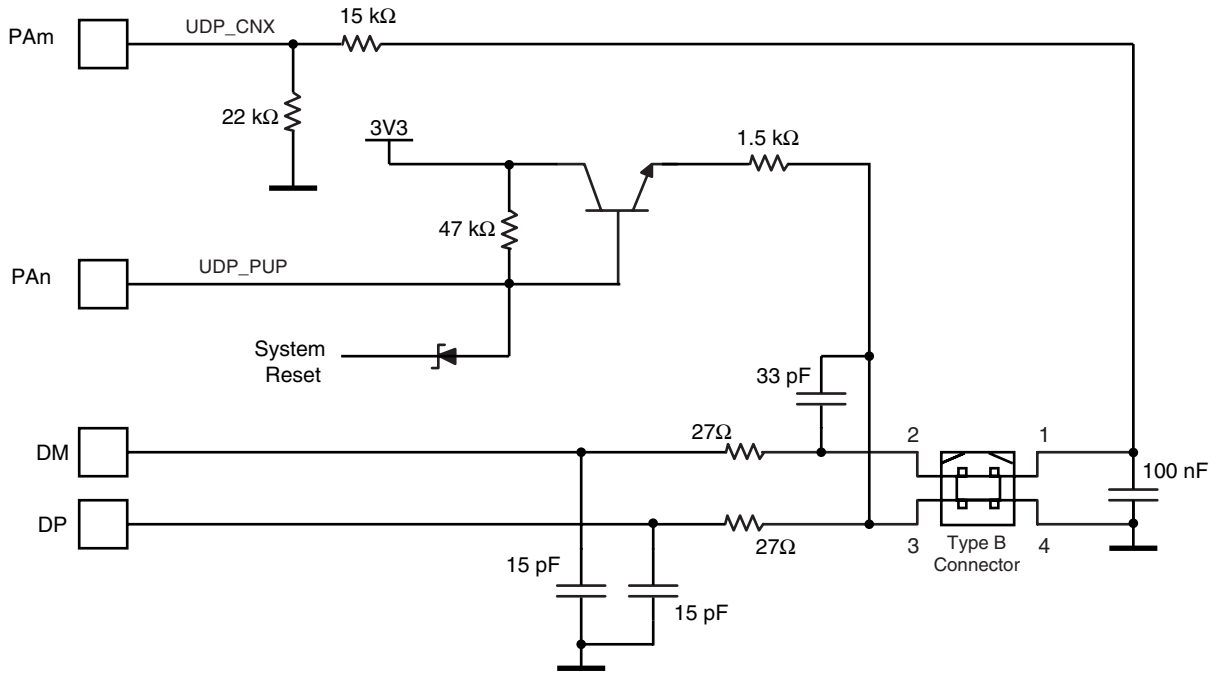 15 kΩ
PAm
UDP_CNX
22 kΩ
3V3
1.5 kΩ
47 kΩ
PAn
UDP_PUP
System
Reset
33 pF
DM
27Ω
2
1
100 nF
DP
27Ω
3
Type B
Connector
4
15 pF
15 pF